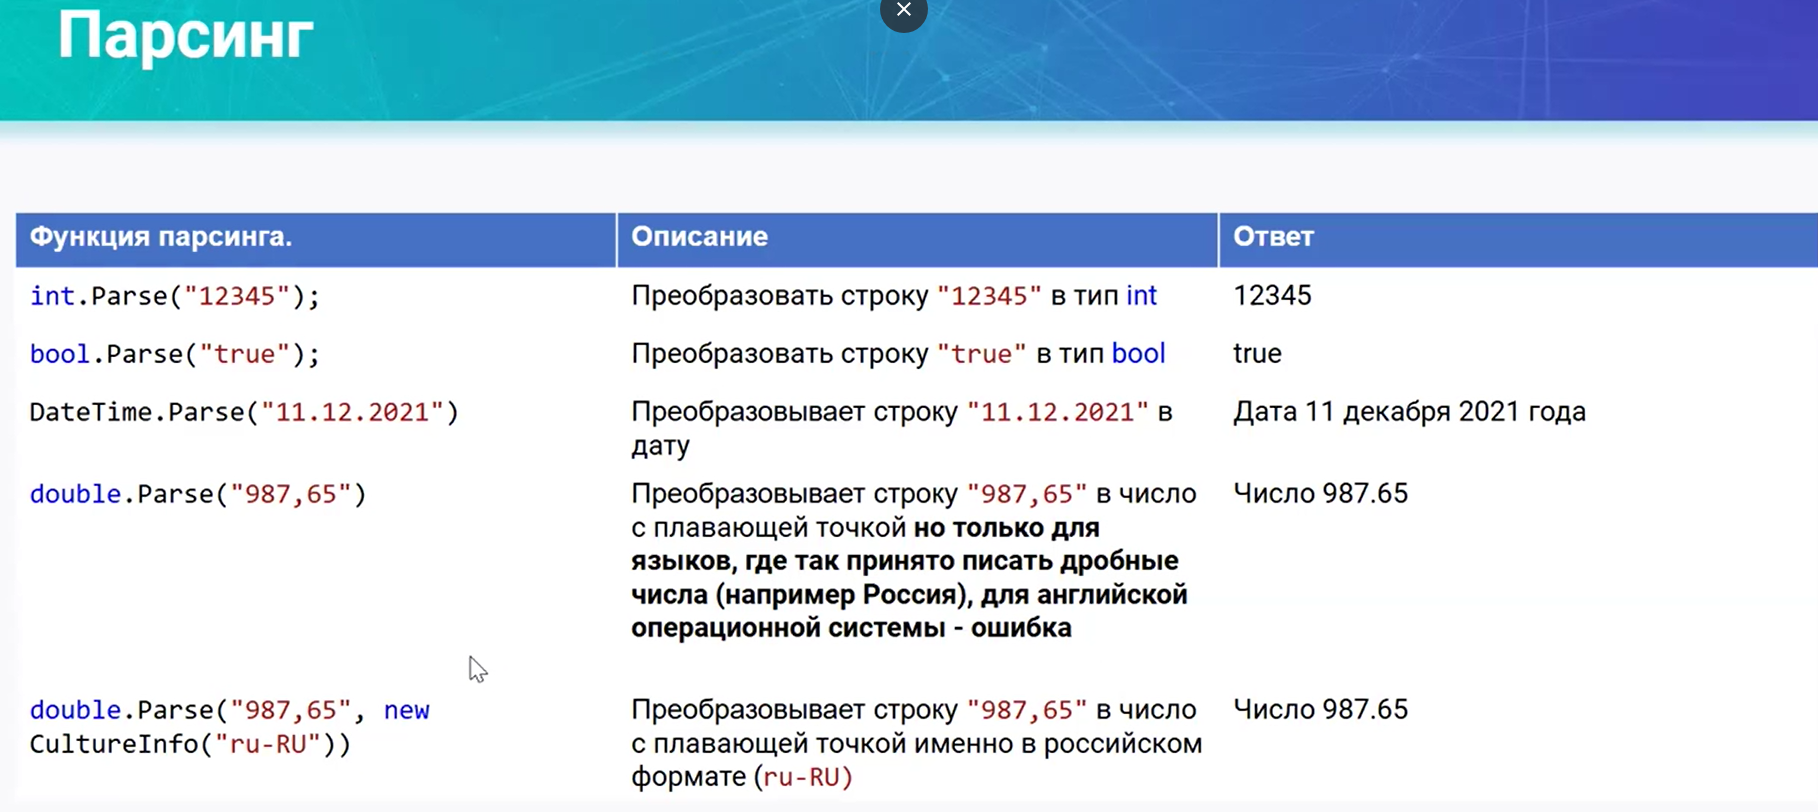 Парсинг
Функция парсинга.
Описание
Ответ
int.Parse("12345");
Преобразовать строку "12345" в тип int
12345
bool.Parse("true");
Преобразовать строку "true" в тип bool
true
DateTime.Parse("11.12.2021")
Преобразовывает строку "11.12.2021" в
дату
Дата 11 декабря 2021 года
double.Parse("987,65")
Преобразовывает строку "987,65" в число
с плавающей точкой но только для
языков, где так принято писать дробные
числа (например Россия), для английской
операционной системы - ошибка
Число 987.65
double.Parse("987,65", new
CultureInfo("ru-RU"))
Преобразовывает строку "987,65" в число
с плавающей точкой именно в российском
формате (ru-RU)
Число 987.65